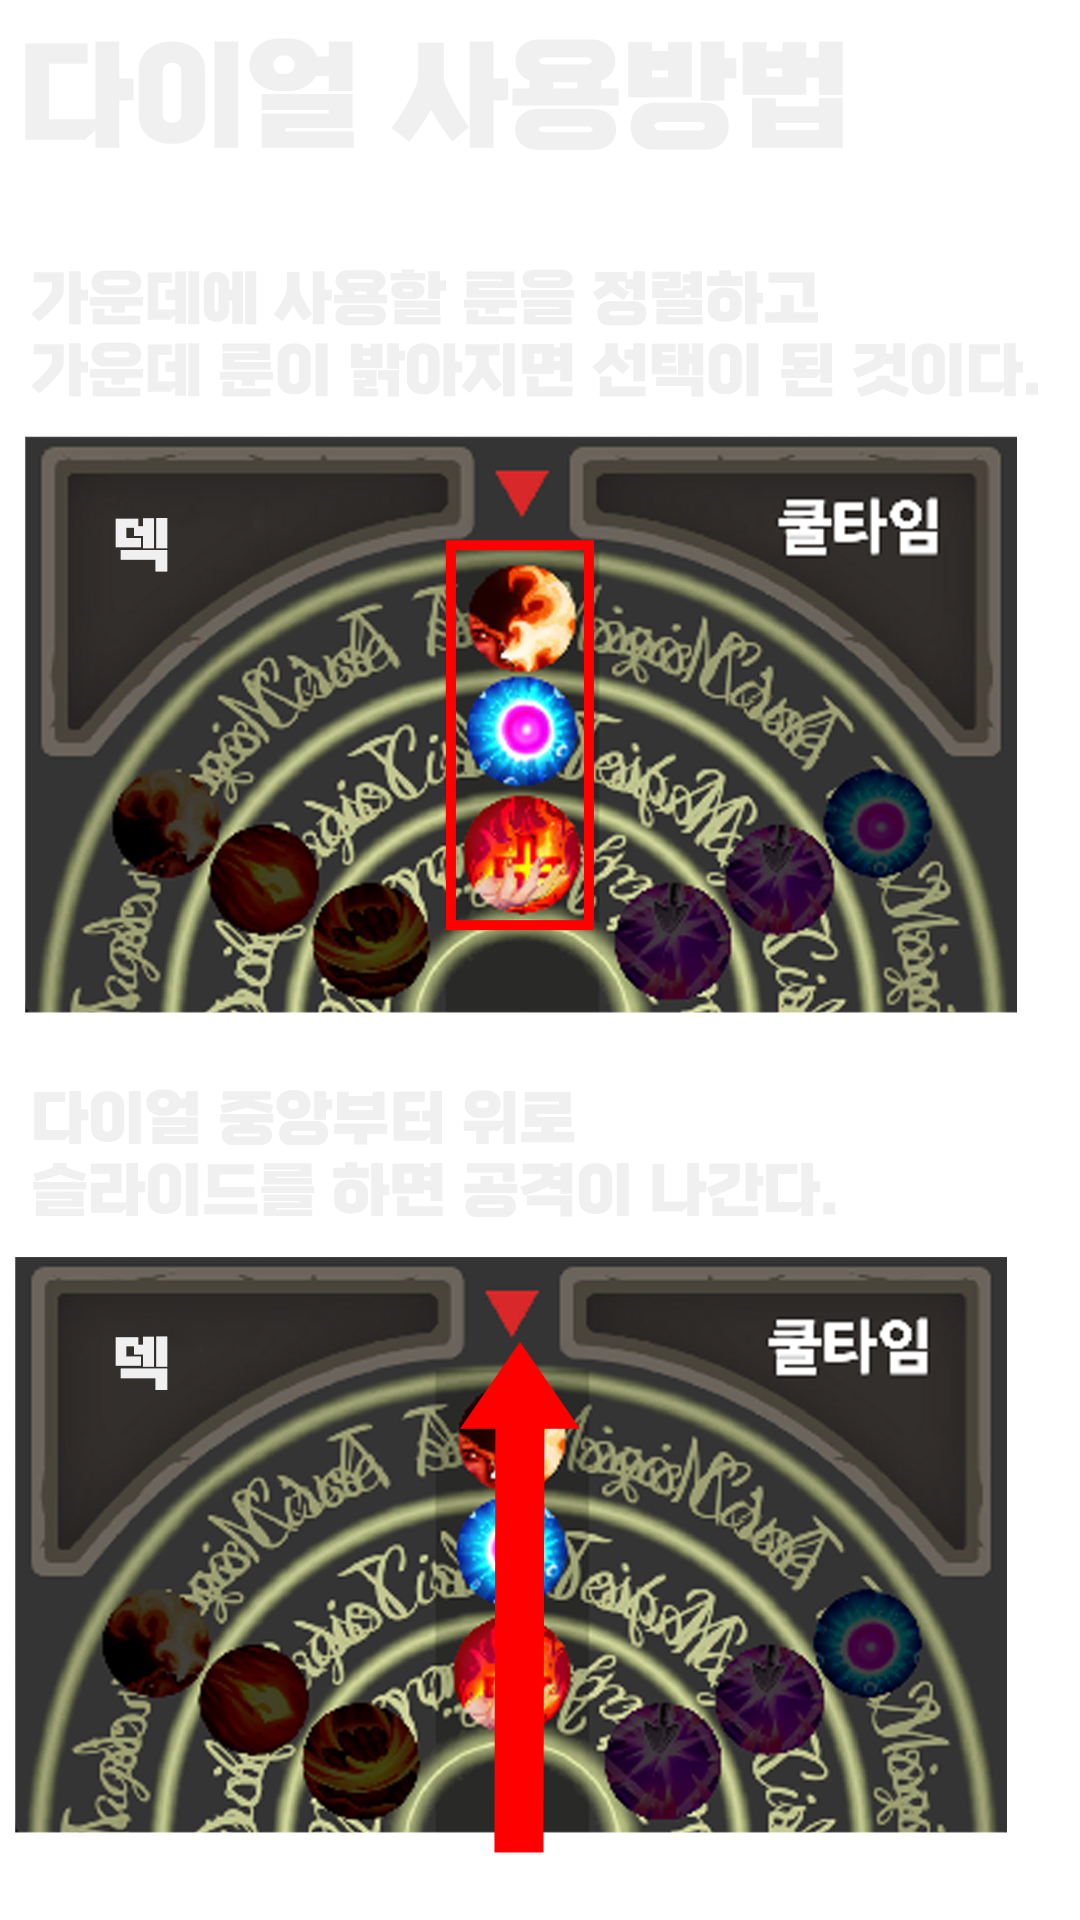 다이얼 사용방법
가운데에 사용할 룬을 정렬하고
가운데 룬이 밝아지면 선택이 된 것이다.
덱
쿨타임
다이얼 중앙부터 위로
슬라이드를 하면 공격이 나간다.
덱
쿨타임